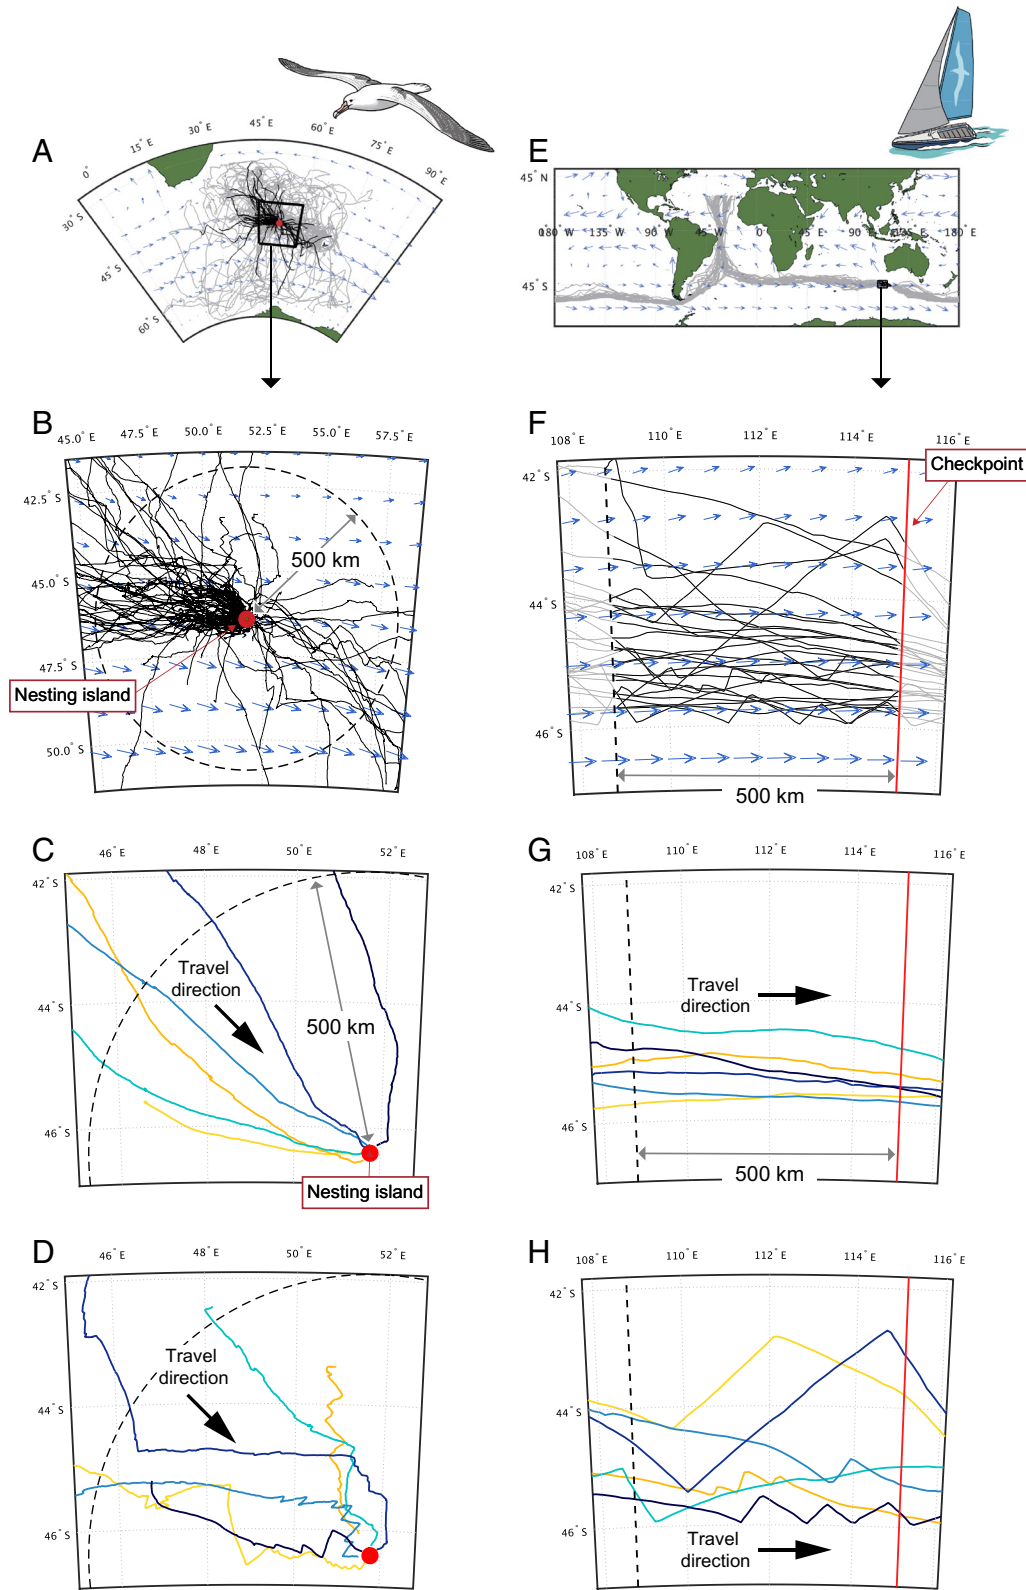 A
0° 15° E 30° E 45° E 60° E 75° E 90° E
30° S
45° S
60° S
E
45° N
0
180° W 135° W 90° W 45° W 0° 45° E 90° E 135° E 180° E
45° S
B
45.0° E 47.5° E 50.0° E 52.5° E 55.0° E 57.5° E
42.5° S
45.0° S
47.5° S
50.0° S
500 km
Nesting island
F
108° E 110° E 112° E 114° E 116° E
42° S
44° S
46° S
Checkpoint
500 km
C
46° E 48° E 50° E 52° E
42° S
44° S
46° S
Travel
direction
500 km
Nesting island
G
108° E 110° E 112° E 114° E 116° E
42° S
44° S
46° S
Travel
direction
500 km
D
46° E 48° E 50° E 52° E
42° S
44° S
46° S
Travel
direction
H
108° E 110° E 112° E 114° E 116° E
42° S
44° S
46° S
Travel
direction